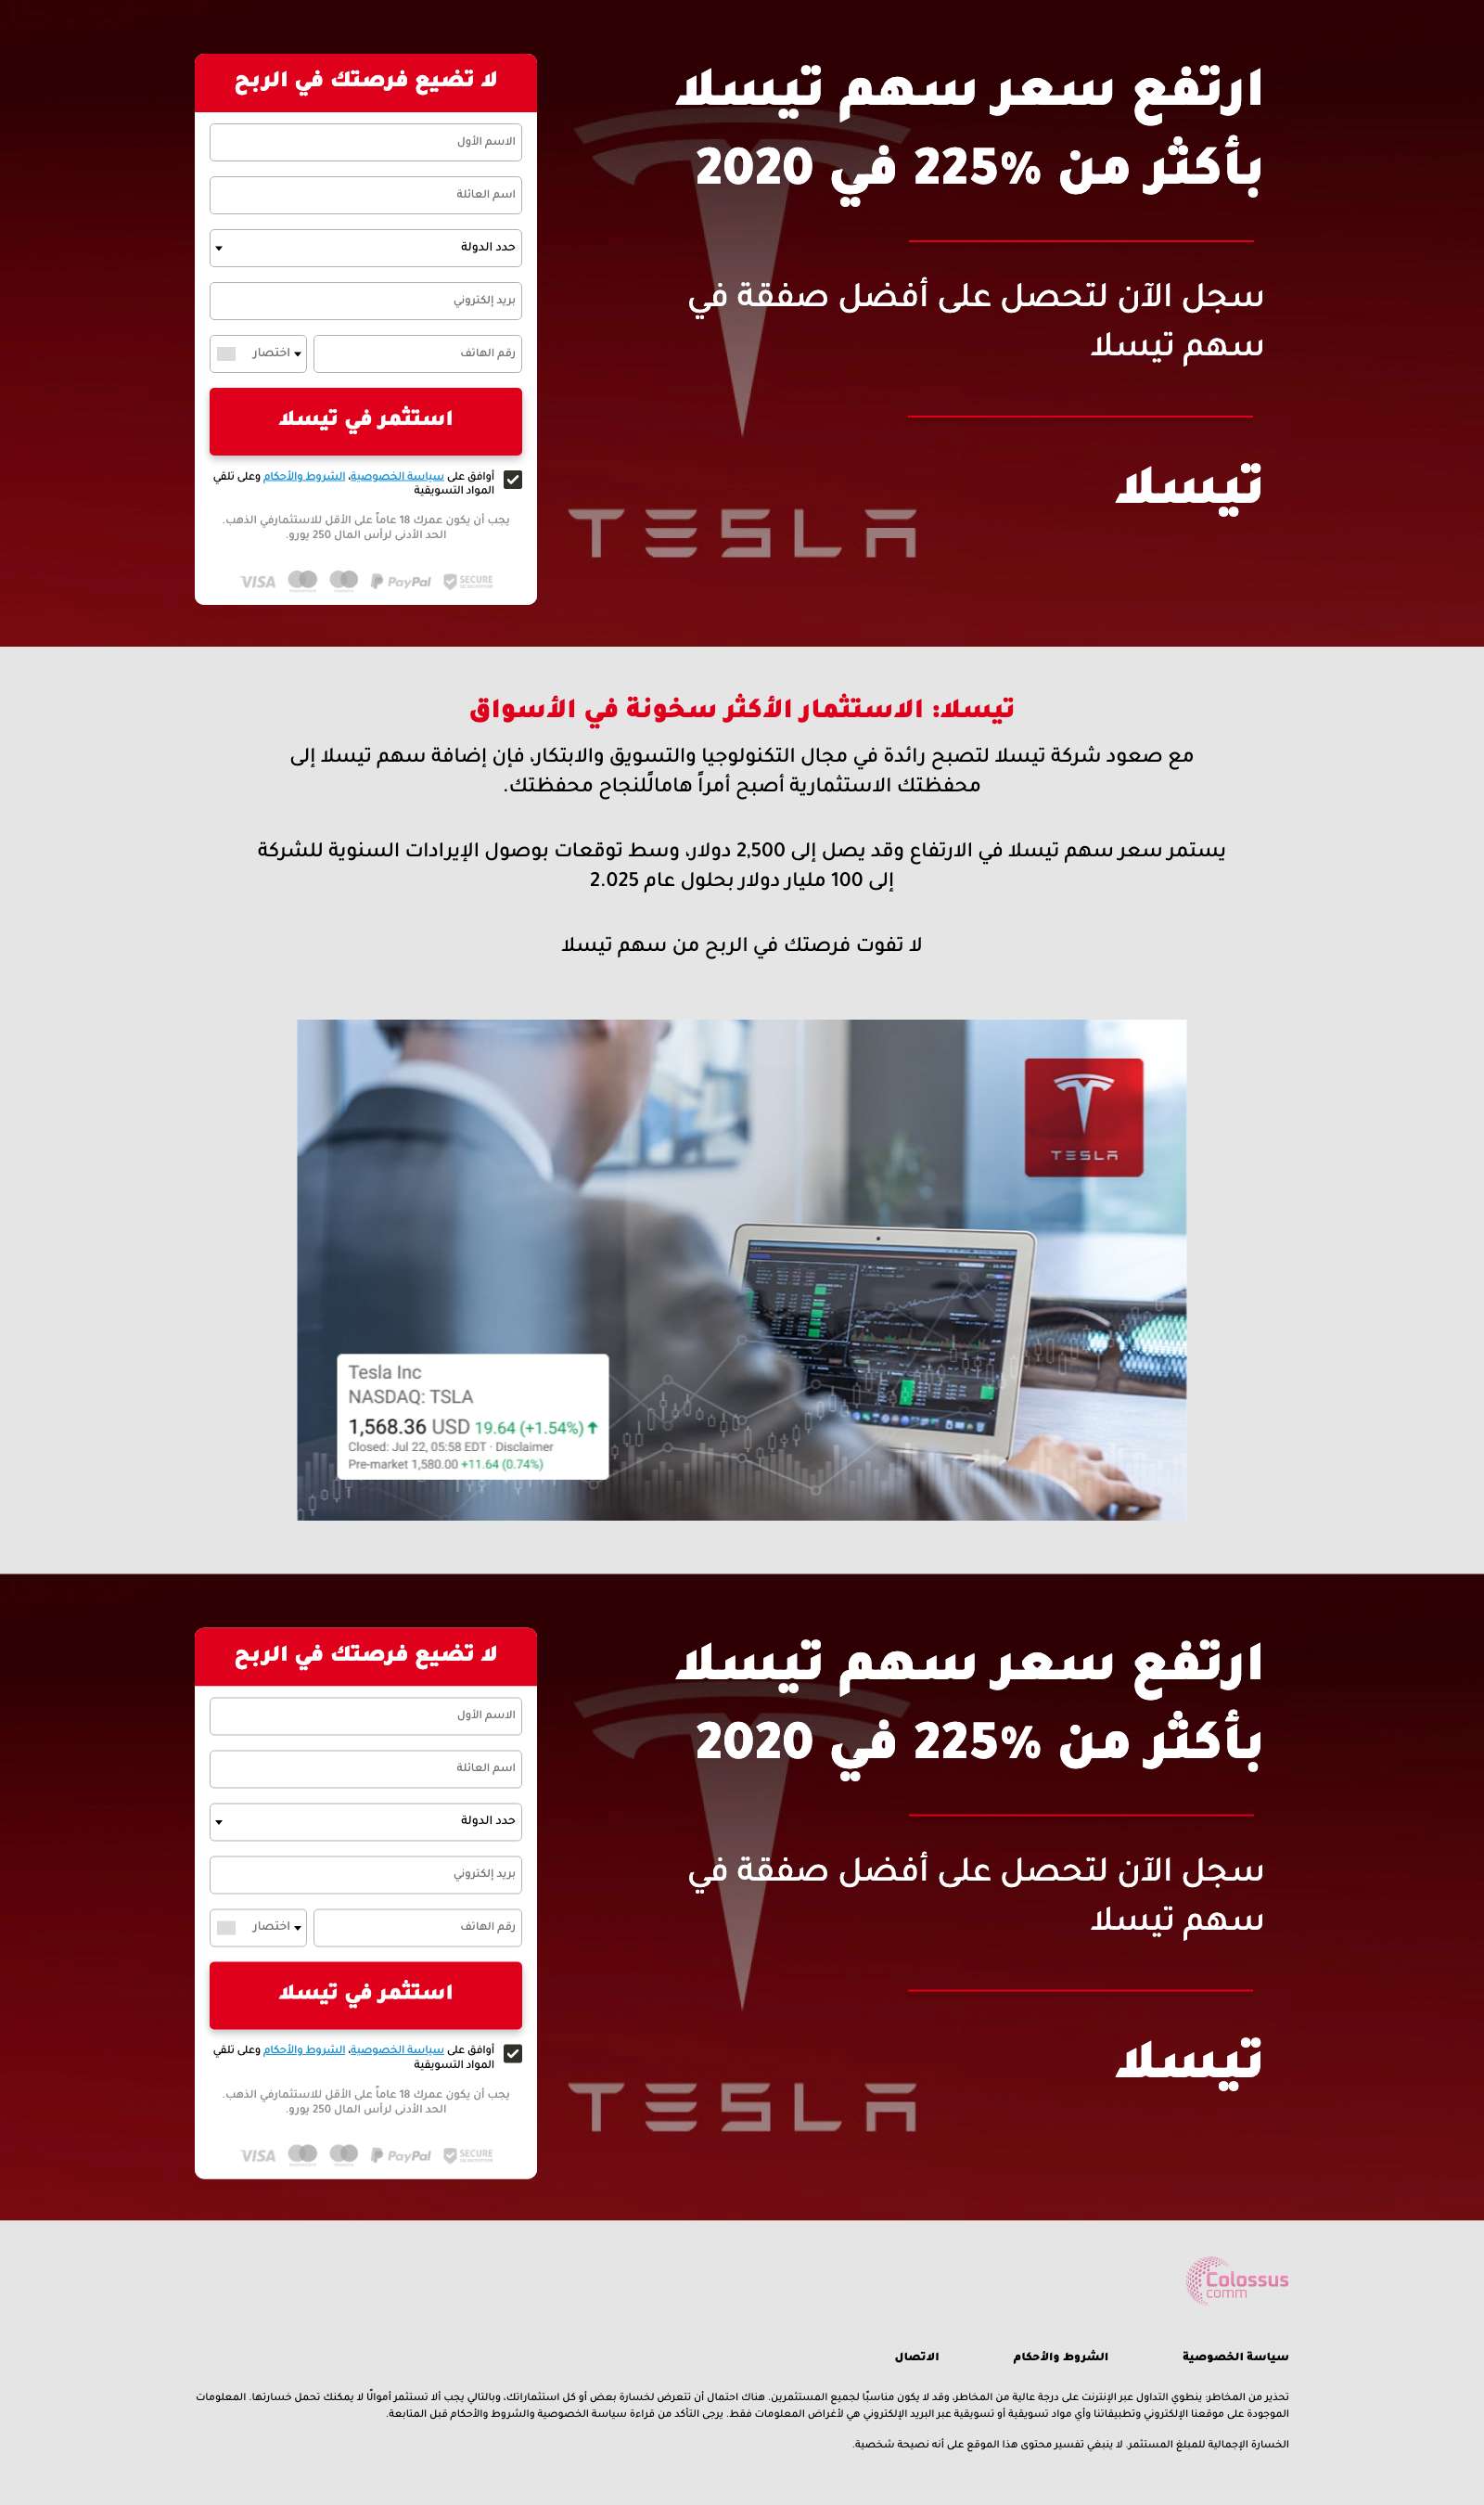 ارتفع سعر سهم تيسلا
بأكثر من 225% في 2020
سجل الآن لتحصل على أفضل صفقة في
سهم تيسلا
تيسلا
TESLA
لا تضيع فرصتك في الربح
الاسم الأول
اسم العائلة
حدد الدولة
بريد إلكتروني
رقم الهاتف
اختصار
استثمر في تيسلا
أوافق على سياسة الخصوصية، الشروط والأحكام وعلى تلقي
المواد التسويقية
يجب أن يكون عمرك 18 عاماً على الأقل للاستثمارفي الذهب.
الحد الأدنى لرأس المال 250 يورو.
VISA PayPal SECURE
تيسلا: الاستثمار الأكثر سخونة في الأسواق
مع صعود شركة تيسلا لتصبح رائدة في مجال التكنولوجيا والتسويق والابتكار، فإن إضافة سهم تيسلا إلى
محفظتك الاستثمارية أصبح أمراً هاماًللنجاح محفظتك.
يستمر سعر سهم تيسلا في الارتفاع وقد يصل إلى 2,500 دولار، وسط توقعات بوصول الإيرادات السنوية للشركة
إلى 100 مليار دولار بحلول عام 2.025
لا تفوت فرصتك في الربح من سهم تيسلا
TESLA
Tesla Inc
NASDAQ: TSLA
1,568.36 USD 19.64 (+1.54%)
Closed: Jul 22, 05:58 EDT · Disclaimer
Pre-market 1,580.00 +11.64 (0.74%)
ارتفع سعر سهم تيسلا
بأكثر من 225% في 2020
سجل الآن لتحصل على أفضل صفقة في
سهم تيسلا
تيسلا
TESLA
لا تضيع فرصتك في الربح
الاسم الأول
اسم العائلة
حدد الدولة
بريد إلكتروني
رقم الهاتف
اختصار
استثمر في تيسلا
أوافق على سياسة الخصوصية، الشروط والأحكام وعلى تلقي
المواد التسويقية
يجب أن يكون عمرك 18 عاماً على الأقل للاستثمارفي الذهب.
الحد الأدنى لرأس المال 250 يورو.
VISA PayPal SECURE
Colossus
comm
سياسة الخصوصية
الشروط والأحكام
الاتصال
تحذير من المخاطر: ينطوي التداول عبر الإنترنت على درجة عالية من المخاطر، وقد لا يكون مناسبًا لجميع المستثمرين. هناك احتمال أن تتعرض لخسارة بعض أو كل استثماراتك، وبالتالي يجب ألا تستثمر أموالًا لا يمكنك تحمل خسارتها. المعلومات
الموجودة على موقعنا الإلكتروني وتطبيقاتنا وأي مواد تسويقية أو تسويقية عبر البريد الإلكتروني هي لأغراض المعلومات فقط. يرجى التأكد من قراءة سياسة الخصوصية والشروط والأحكام قبل المتابعة.
الخسارة الإجمالية للمبلغ المستثمر. لا ينبغي تفسير محتوى هذا الموقع على أنه نصيحة شخصية.